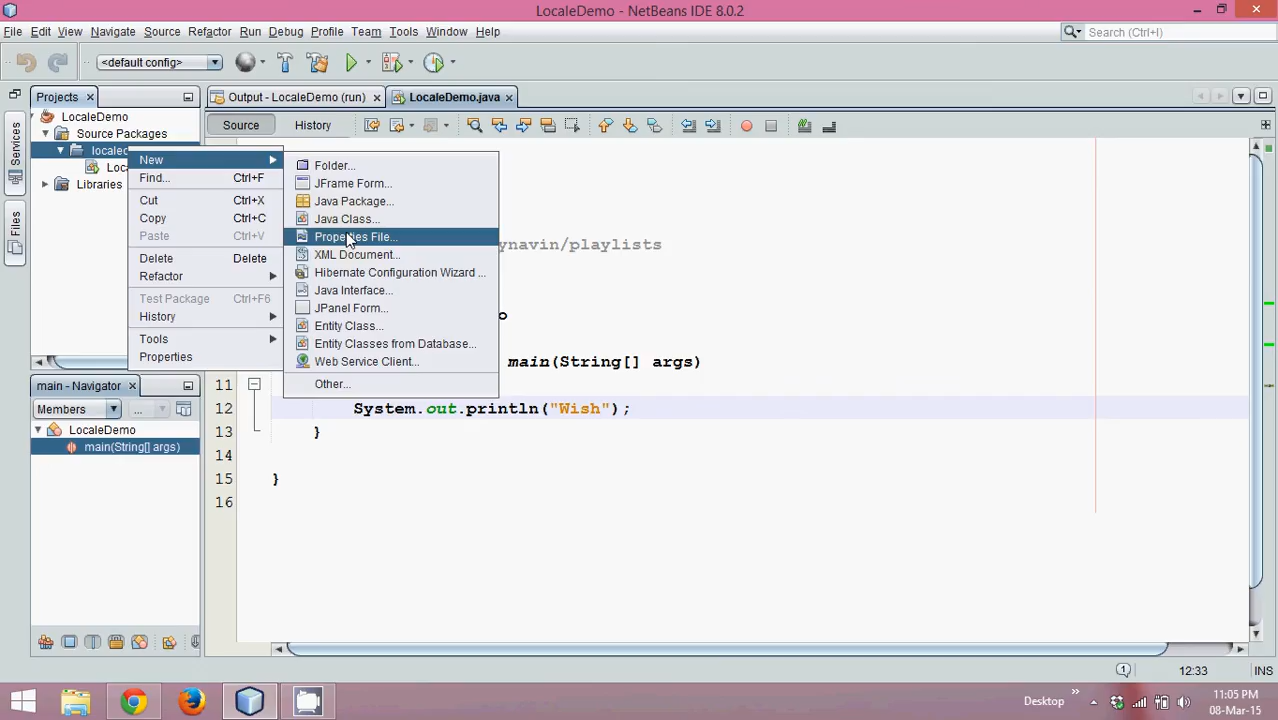 LocaleDemo - NetBeans IDE 8.0.2
File Edit View Navigate Source Refactor Run Debug Profile Team Tools Window Help
Search (Ctrl+I)
<default config>
Projects
Output - LocaleDemo (run)
LocaleDemo.java
Services
Files
LocaleDemo
Source Packages
localed
Loc
Libraries
Source
History
New
Find... Ctrl+F
Cut Ctrl+X
Copy Ctrl+C
Paste Ctrl+V
Delete Delete
Refactor
Test Package Ctrl+F6
History
Tools
Properties
Folder...
JFrame Form...
Java Package...
Java Class...
Properties File...
XML Document...
Hibernate Configuration Wizard ...
Java Interface...
JPanel Form...
Entity Class...
Entity Classes from Database...
Web Service Client...
Other...
ynavin/playlists
o
main(String[] args)
11
12 System.out.println("Wish");
13 }
14
15 }
16
main - Navigator
Members
...
LocaleDemo
main(String[] args)
1
12:33
INS
Desktop
11:05 PM
08-Mar-15